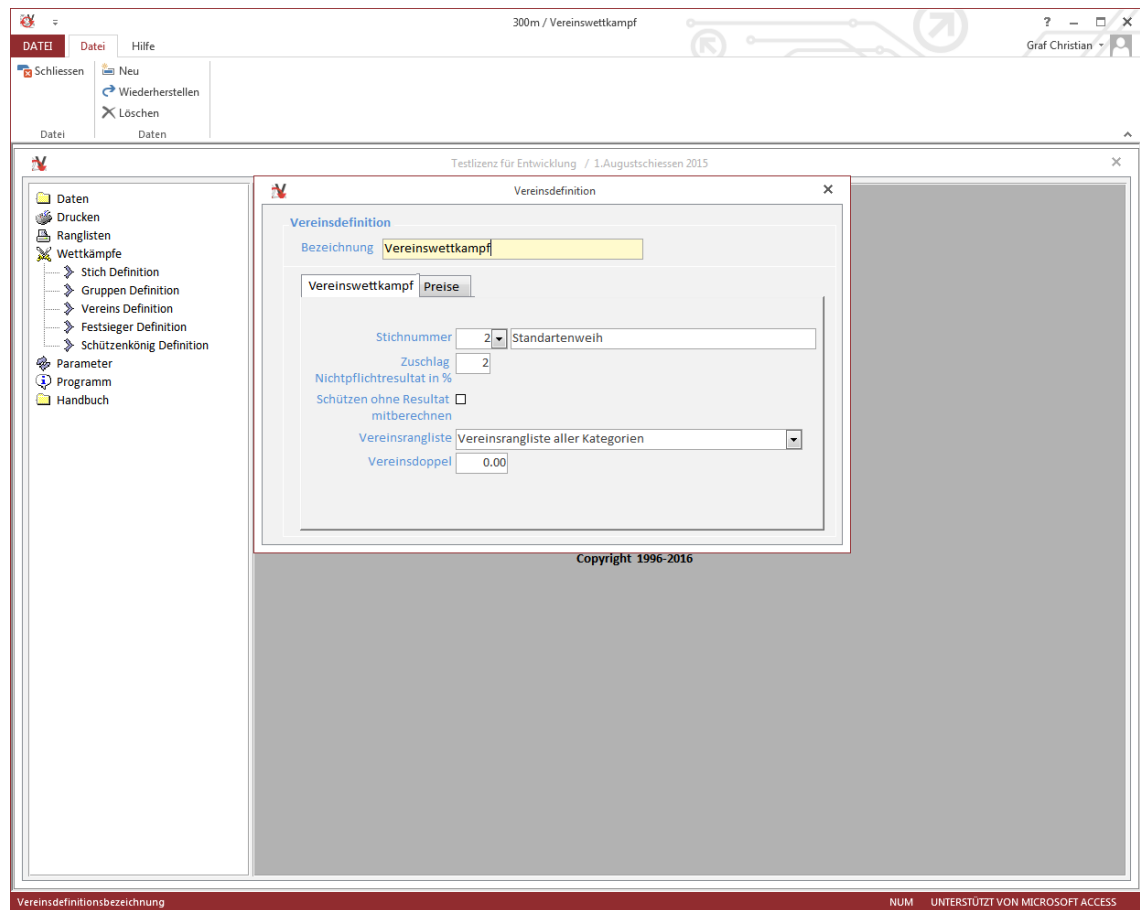 300m / Vereinswettkampf
?
DATEI Datei Hilfe
Graf Christian
Schliessen
Neu
Wiederherstellen
Löschen
Datei
Daten
Testlizenz für Entwicklung / 1.Augustschiessen 2015
Daten
Drucken
Ranglisten
Wettkämpfe
Stich Definition
Gruppen Definition
Vereins Definition
Festsieger Definition
Schützenkönig Definition
Parameter
Programm
Handbuch
Vereinsdefinition
Vereinsdefinition
Bezeichnung Vereinswettkampf
Vereinswettkampf Preise
Stichnummer 2 Standartenweih
Zuschlag 2
Nichtpflichtresultat in %
Schützen ohne Resultat
mitberechnen
Vereinsrangliste Vereinsrangliste aller Kategorien
Vereinsdoppel 0.00
Copyright 1996-2016
Vereinsdefinitionsbezeichnung
NUM UNTERSTÜTZT VON MICROSOFT ACCESS